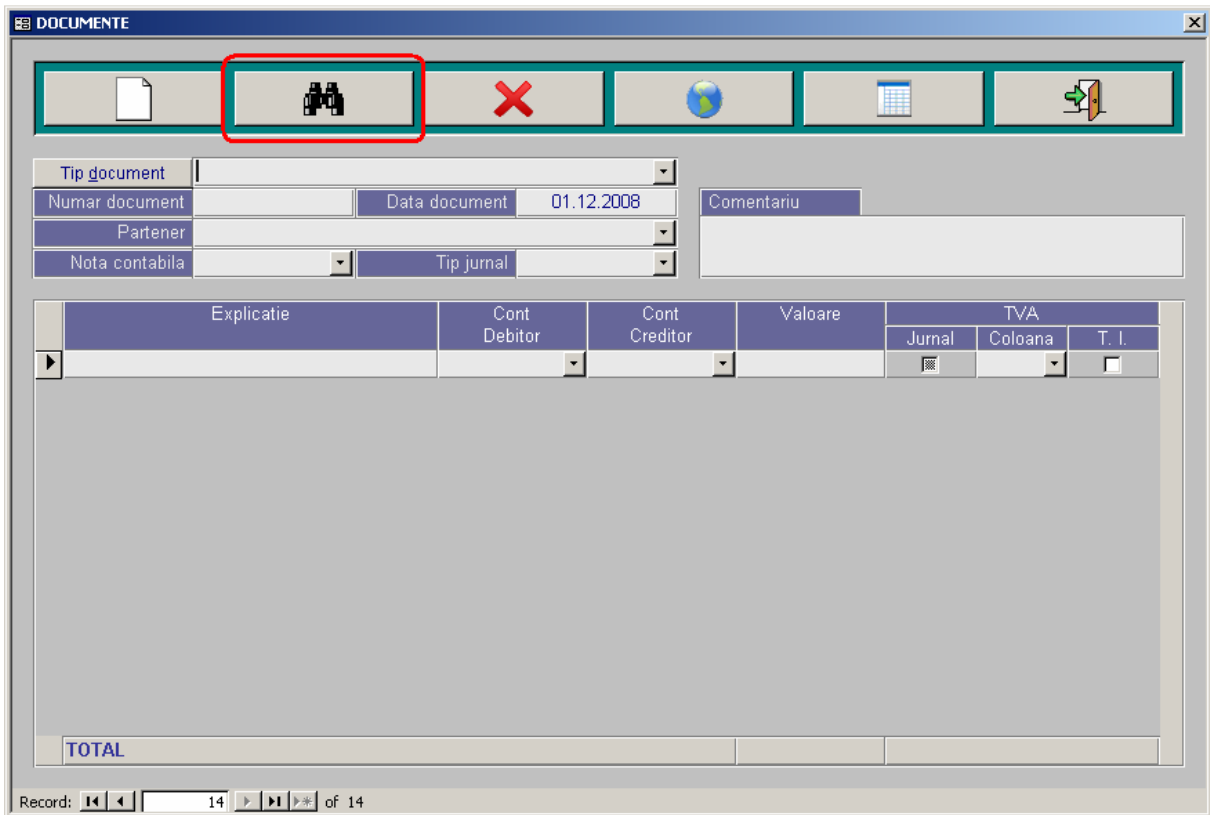 DOCUMENTE
Tip document
Numar document
Data document 01.12.2008
Comentariu
Partener
Nota contabila
Tip jurnal
Explicatie
Cont
Debitor
Cont
Creditor
Valoare
TVA
Jurnal
Coloana
T. I.
TOTAL
Record: 14 of 14